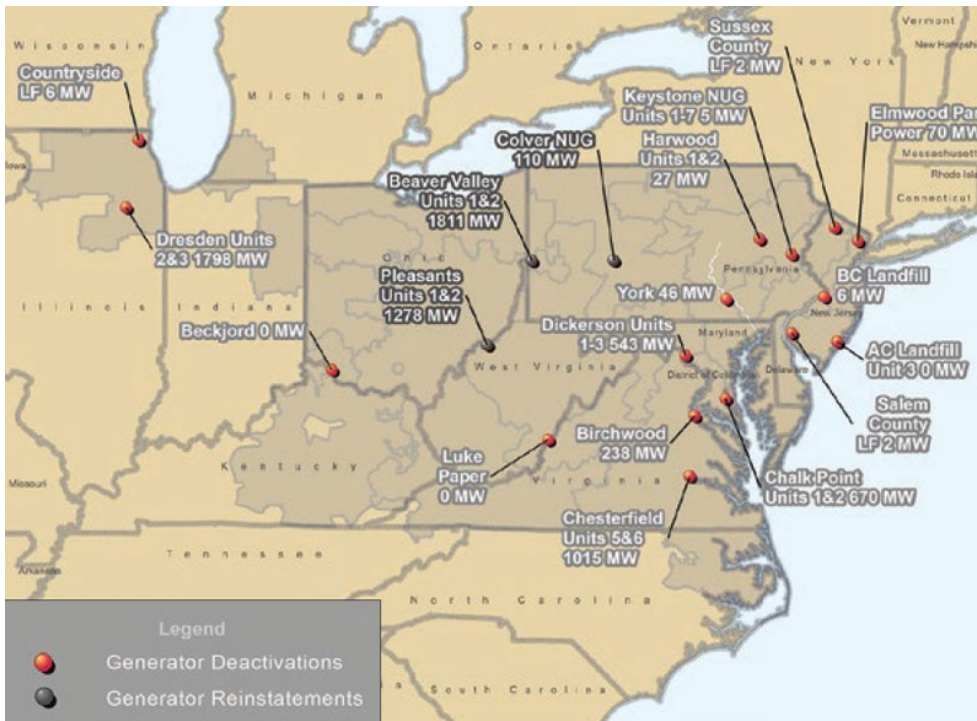 Wisconsin
Michigan
Ontario
Vermont
New Hampshire
New York
Massachusetts
Rhode Island
Connecticut
Iowa
Illinois
Indiana
Ohio
Pennsylvania
New Jersey
Maryland
Delaware
District of Columbia
West Virginia
Virginia
Kentucky
Missouri
Tennessee
Arkansas
North Carolina
South Carolina
Countryside
LF 6 MW
Dresden Units
2&3 1798 MW
Beckjord 0 MW
Beaver Valley
Units 1&2
1811 MW
Pleasants
Units 1&2
1278 MW
Colver NUG
110 MW
Sussex
County
LF 2 MW
Keystone NUG
Units 1-7 5 MW
Harwood
Units 1&2
27 MW
Elmwood Par
Power 70 MW
York 46 MW
BC Landfill
6 MW
Dickerson Units
1-3 543 MW
AC Landfill
Unit 3 0 MW
Salem
County
LF 2 MW
Birchwood
238 MW
Luke
Paper
0 MW
Chalk Point
Units 1&2 670 MW
Chesterfield
Units 5&6
1015 MW
Legend
Generator Deactivations
Generator Reinstatements